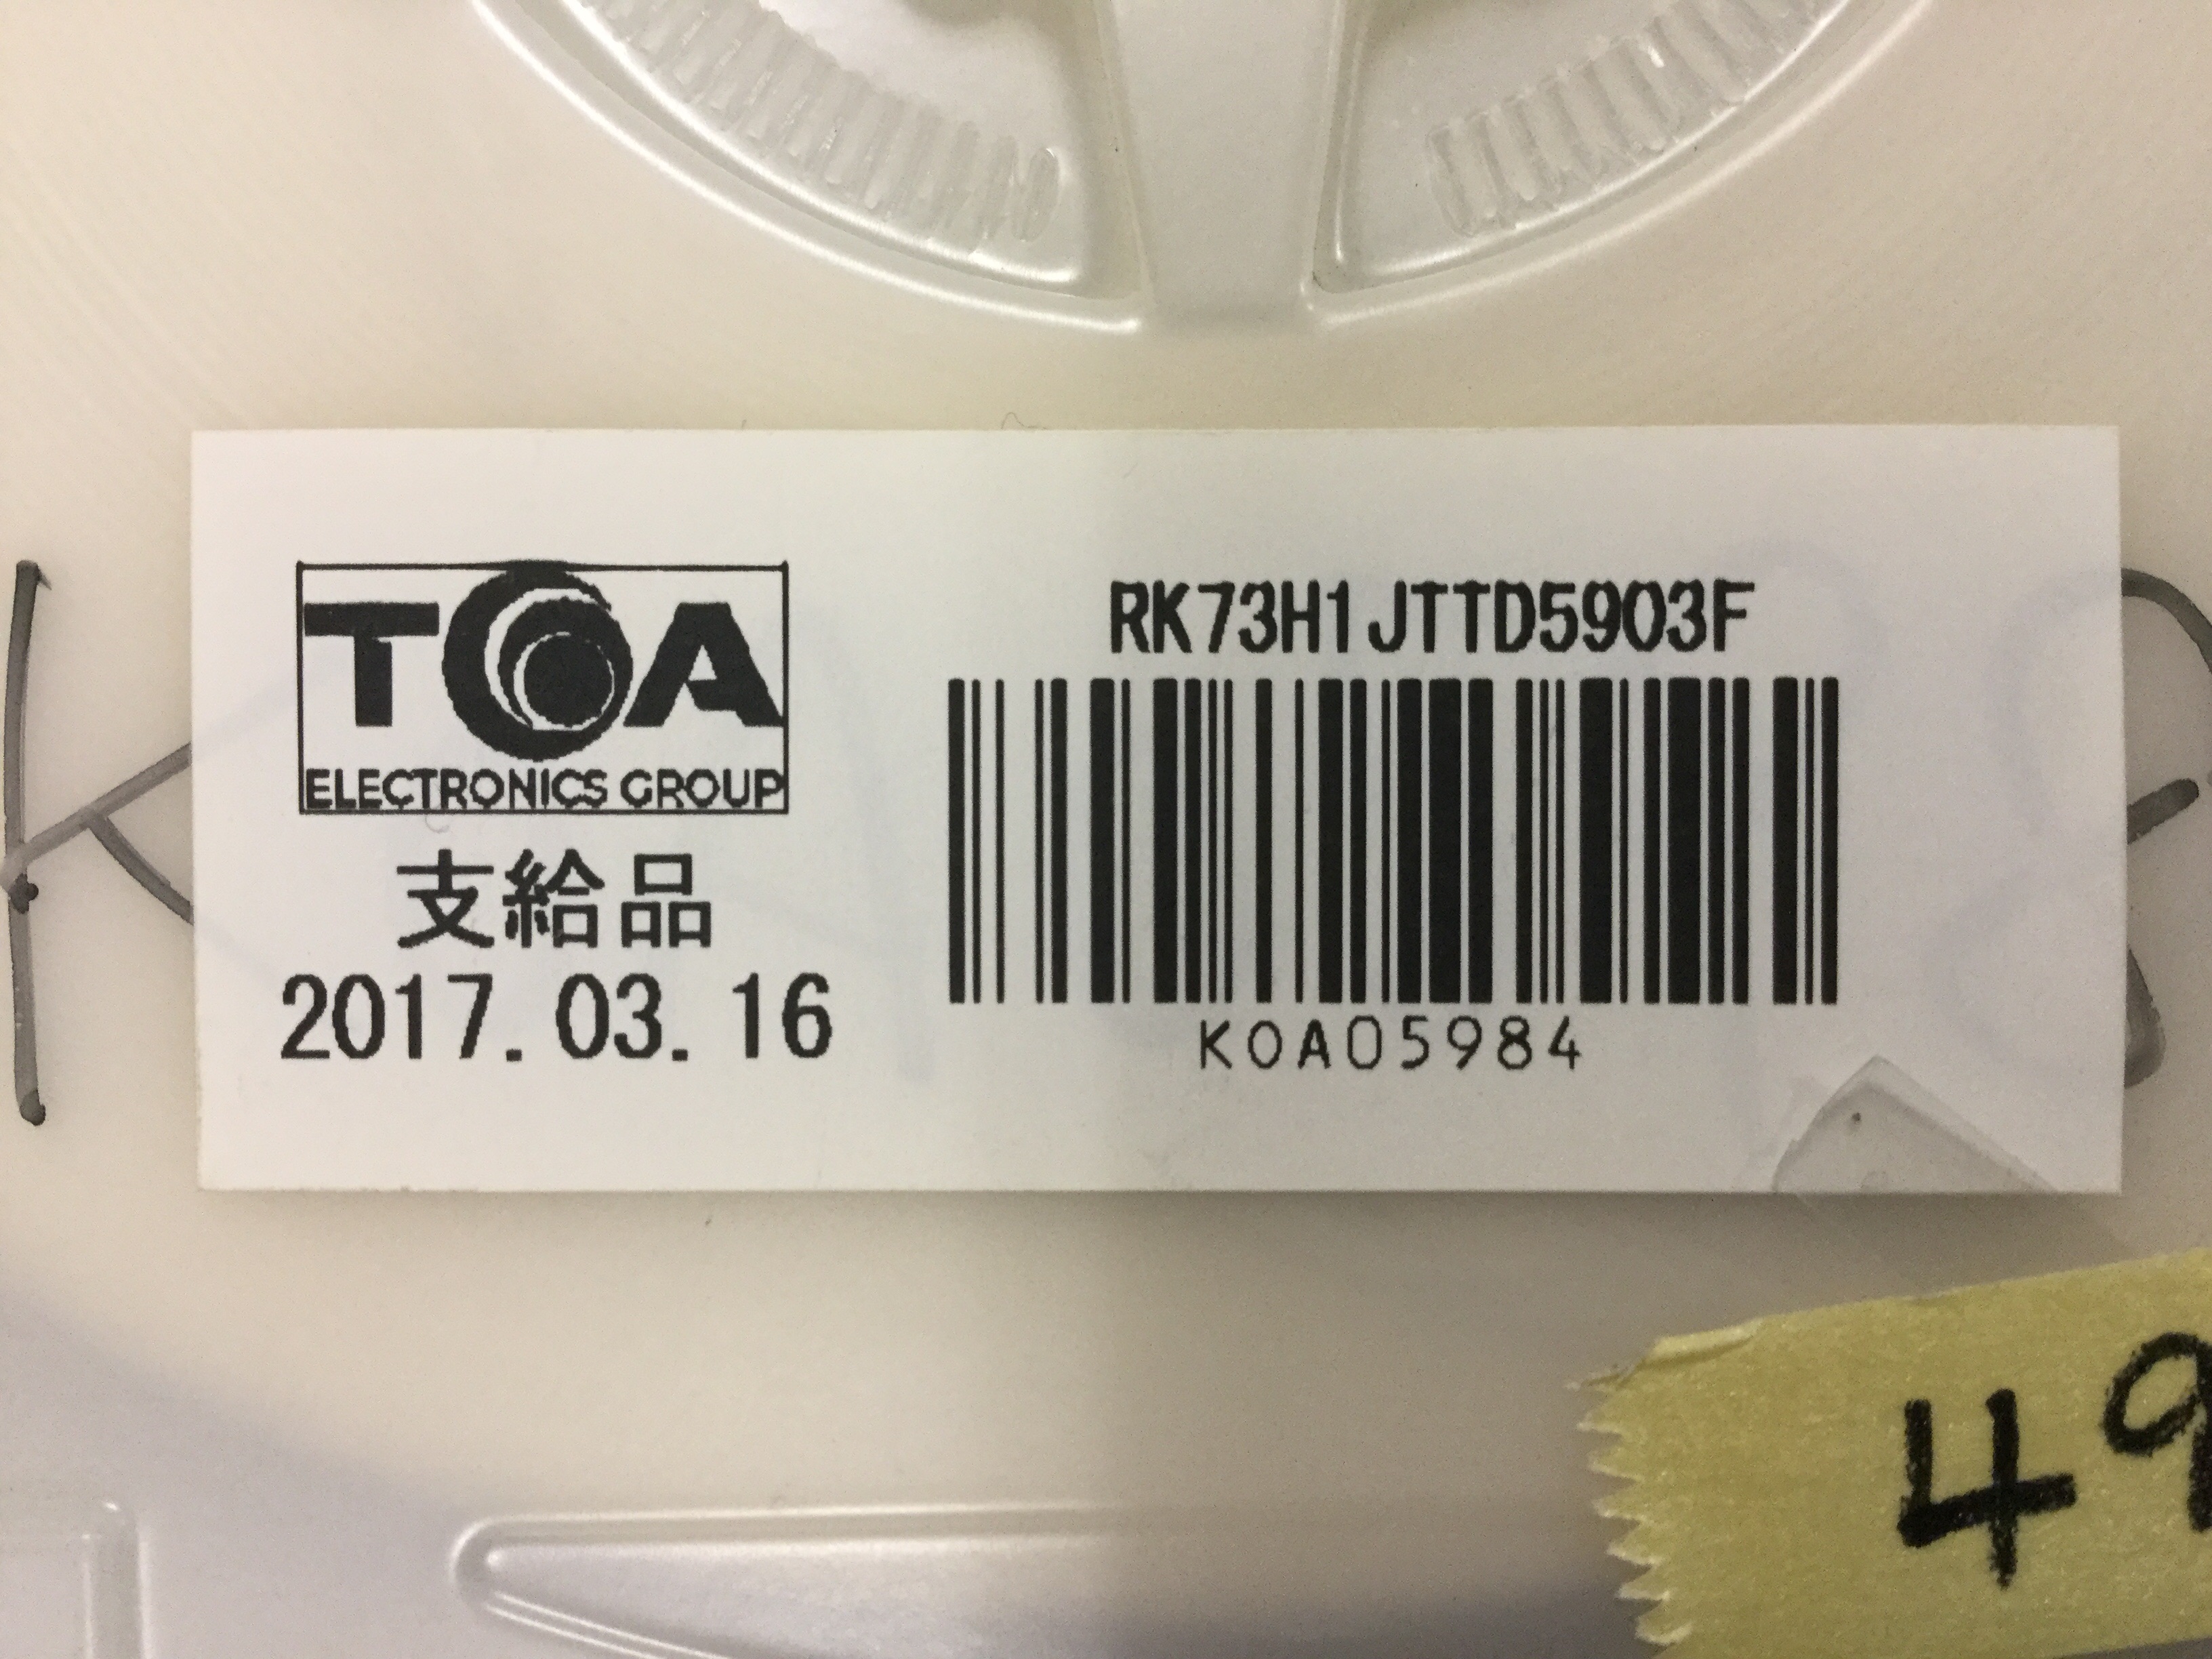 TOA
ELECTRONICS GROUP
支給品
2017.03.16
RK73H1JTTD5903F
KOA05984
K
49